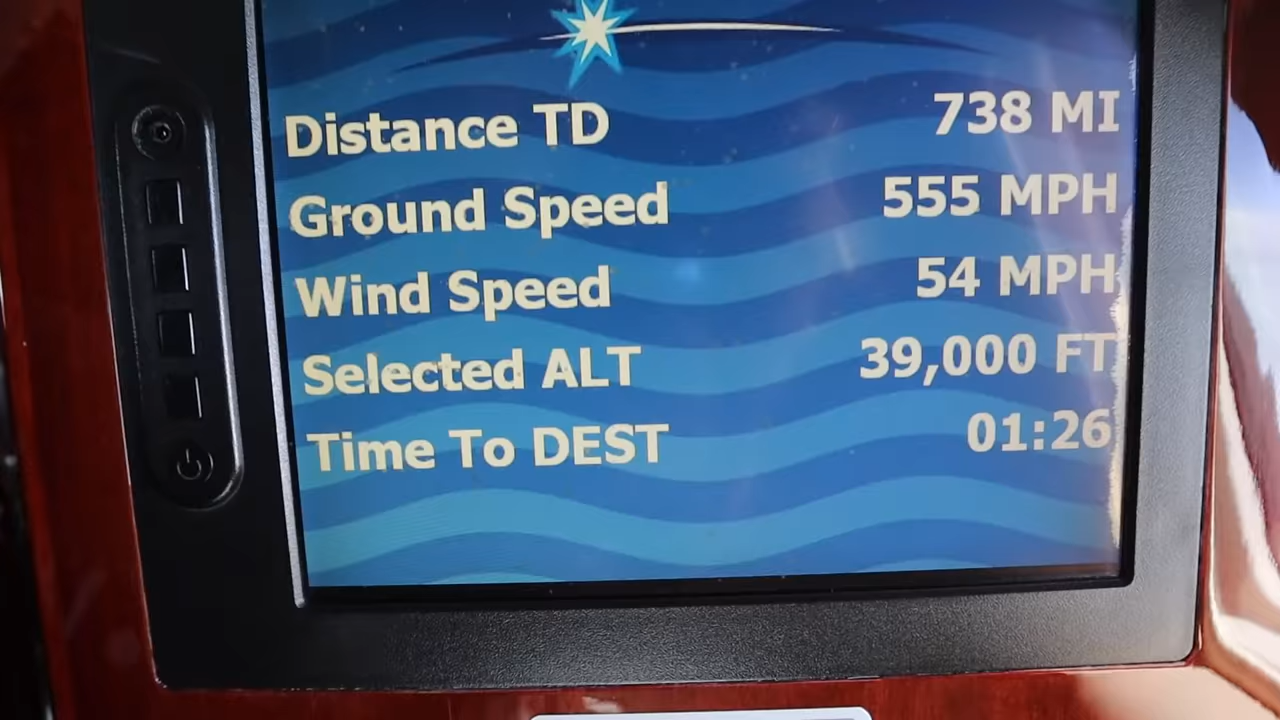 Distance TD 738 MI
Ground Speed 555 MPH
Wind Speed 54 MPH
Selected ALT 39,000 FT
Time To DEST 01:26